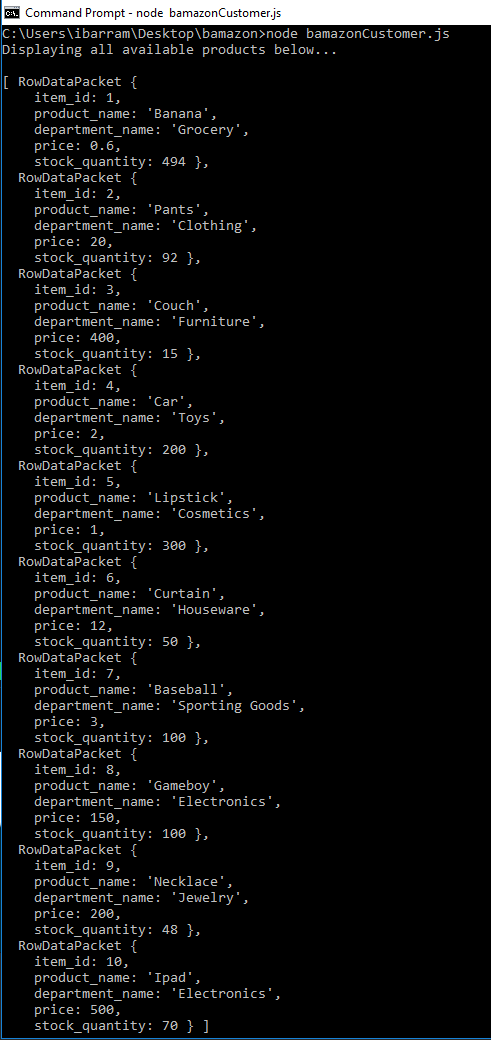 Command Prompt - node  bamazonCustomer.js
C:\Users\ibarram\Desktop\bamazon>node bamazonCustomer.js
Displaying all available products below...
[ RowDataPacket {
    item_id: 1,
    product_name: 'Banana',
    department_name: 'Grocery',
    price: 0.6,
    stock_quantity: 494 },
  RowDataPacket {
    item_id: 2,
    product_name: 'Pants',
    department_name: 'Clothing',
    price: 20,
    stock_quantity: 92 },
  RowDataPacket {
    item_id: 3,
    product_name: 'Couch',
    department_name: 'Furniture',
    price: 400,
    stock_quantity: 15 },
  RowDataPacket {
    item_id: 4,
    product_name: 'Car',
    department_name: 'Toys',
    price: 2,
    stock_quantity: 200 },
  RowDataPacket {
    item_id: 5,
    product_name: 'Lipstick',
    department_name: 'Cosmetics',
    price: 1,
    stock_quantity: 300 },
  RowDataPacket {
    item_id: 6,
    product_name: 'Curtain',
    department_name: 'Houseware',
    price: 12,
    stock_quantity: 50 },
  RowDataPacket {
    item_id: 7,
    product_name: 'Baseball',
    department_name: 'Sporting Goods',
    price: 3,
    stock_quantity: 100 },
  RowDataPacket {
    item_id: 8,
    product_name: 'Gameboy',
    department_name: 'Electronics',
    price: 150,
    stock_quantity: 100 },
  RowDataPacket {
    item_id: 9,
    product_name: 'Necklace',
    department_name: 'Jewelry',
    price: 200,
    stock_quantity: 48 },
  RowDataPacket {
    item_id: 10,
    product_name: 'Ipad',
    department_name: 'Electronics',
    price: 500,
    stock_quantity: 70 } ]